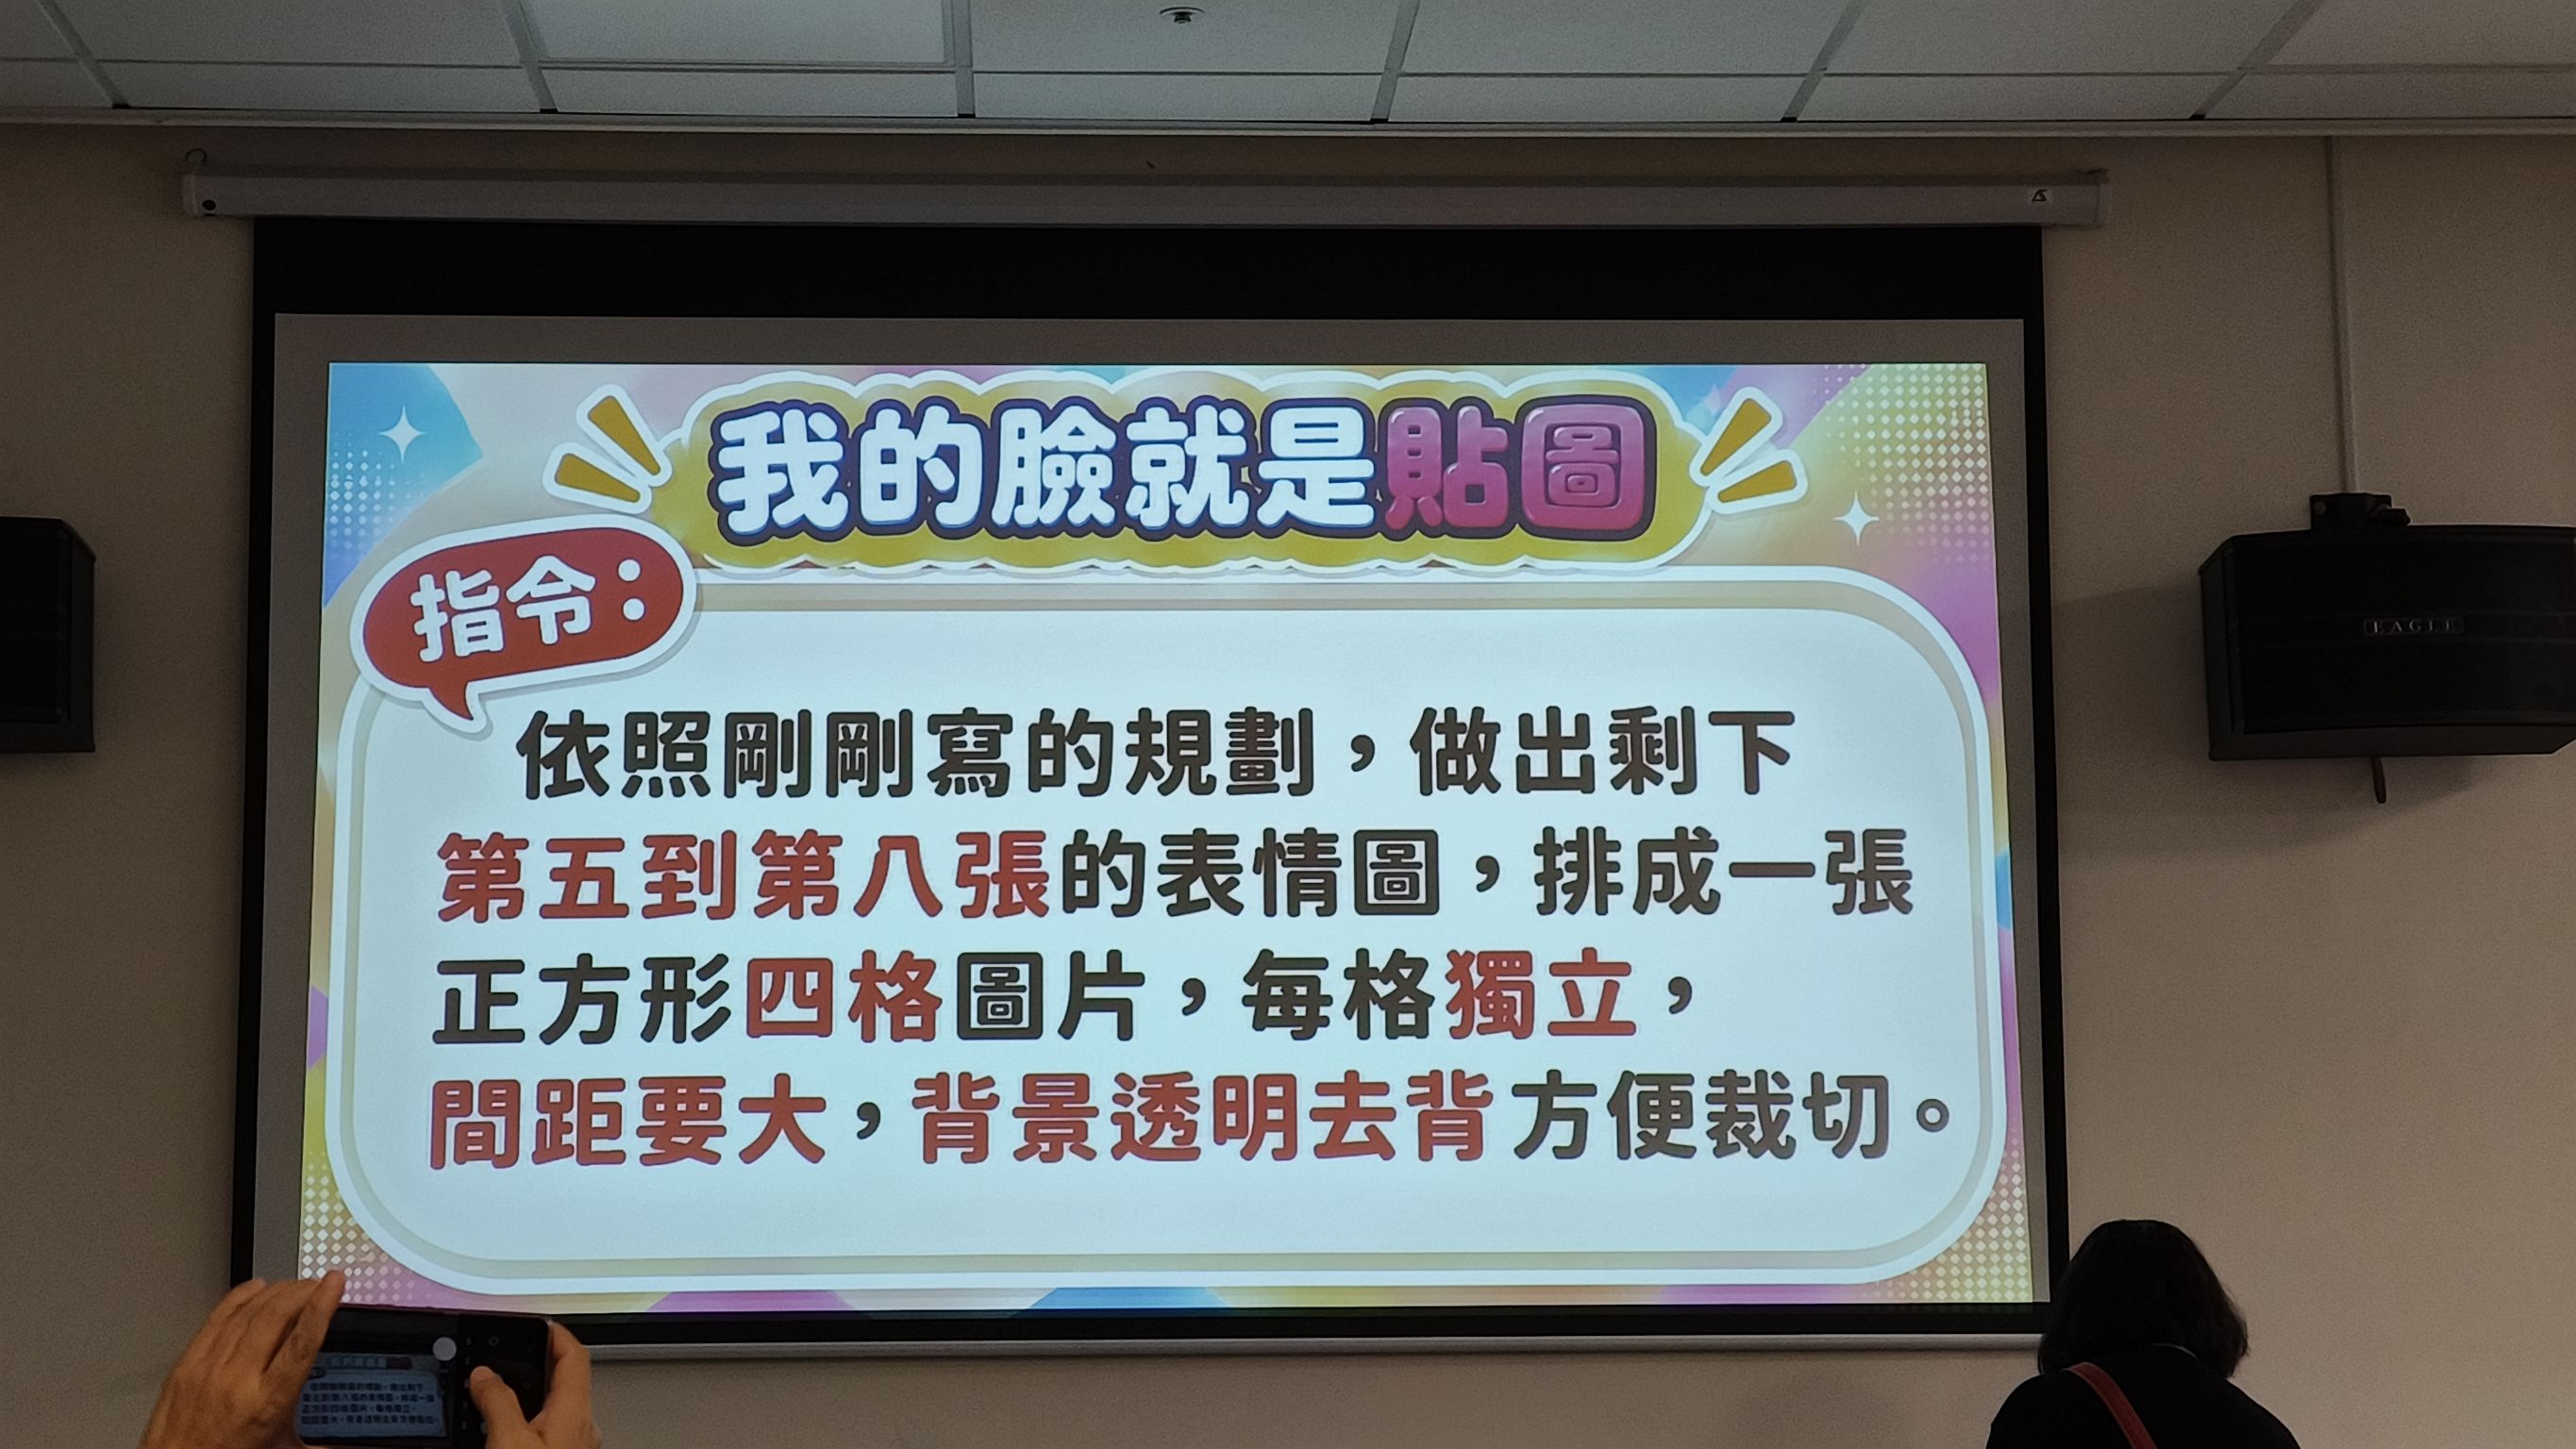 我的臉就是貼圖
指令：
依照剛剛寫的規劃，做出剩下
第五到第八張的表情圖，排成一張
正方形四格圖片，每格獨立，
間距要大，背景透明去背方便裁切。
EAGLE